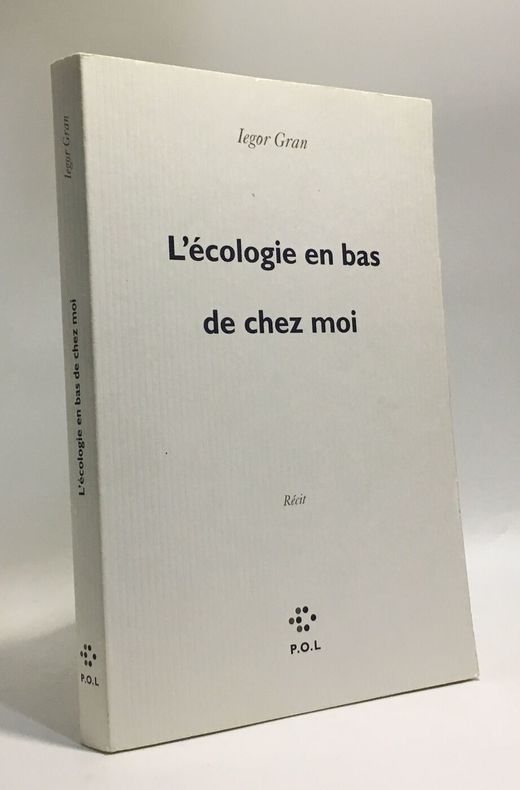 Iegor Gran
L'écologie en bas
de chez moi
Récit
P.O.L
Iegor Gran
L'écologie en bas de chez moi
P.O.L